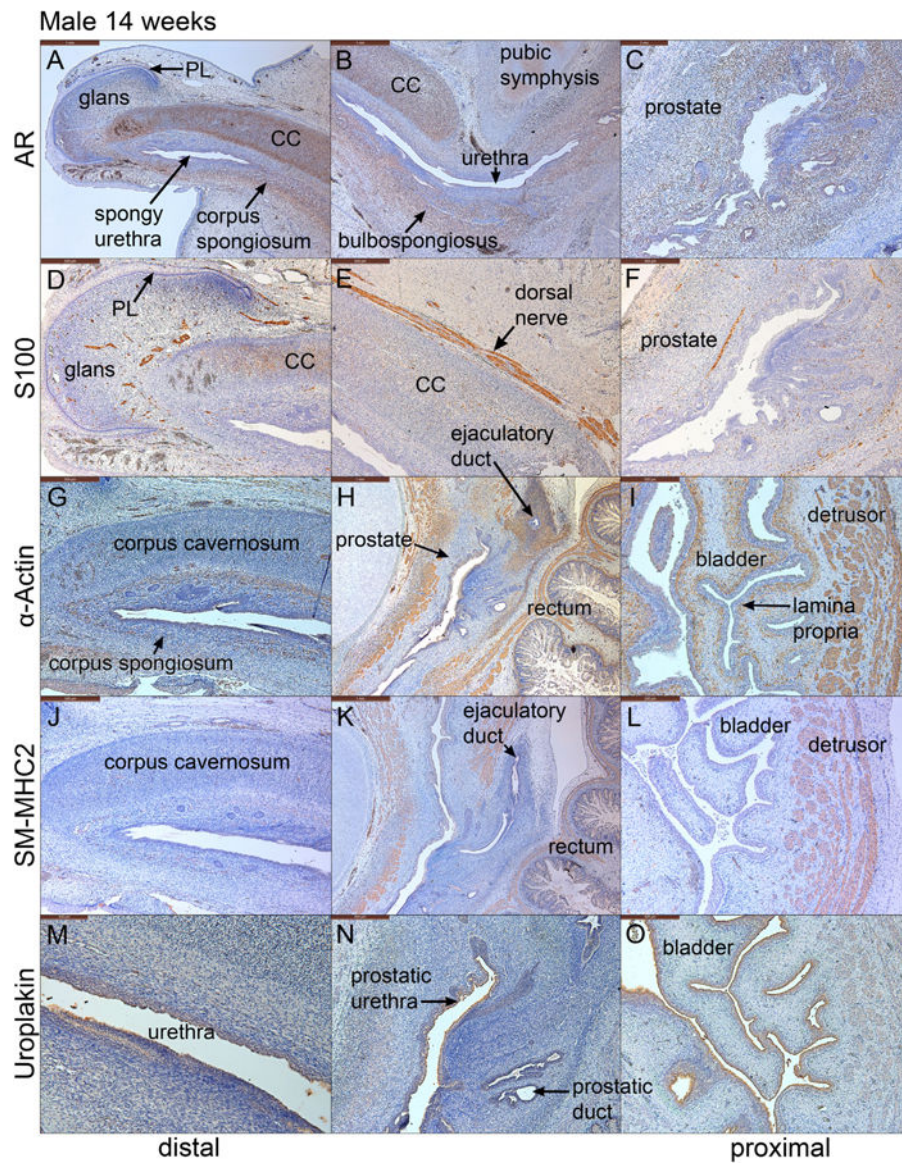 Male 14 weeks
AR
A
PL
glans
CC
spongy
urethra
corpus
spongiosum
B
CC
pubic
symphysis
urethra
bulbospongiosus
C
prostate
S100
D
PL
glans
CC
E
dorsal
nerve
CC
ejaculatory
duct
F
prostate
α-Actin
G
corpus cavernosum
corpus spongiosum
H
prostate
rectum
I
detrusor
bladder
lamina
propria
SM-MHC2
J
corpus cavernosum
K
ejaculatory
duct
rectum
L
bladder
detrusor
Uroplakin
M
urethra
N
prostatic
urethra
prostatic
duct
O
bladder
distal
proximal